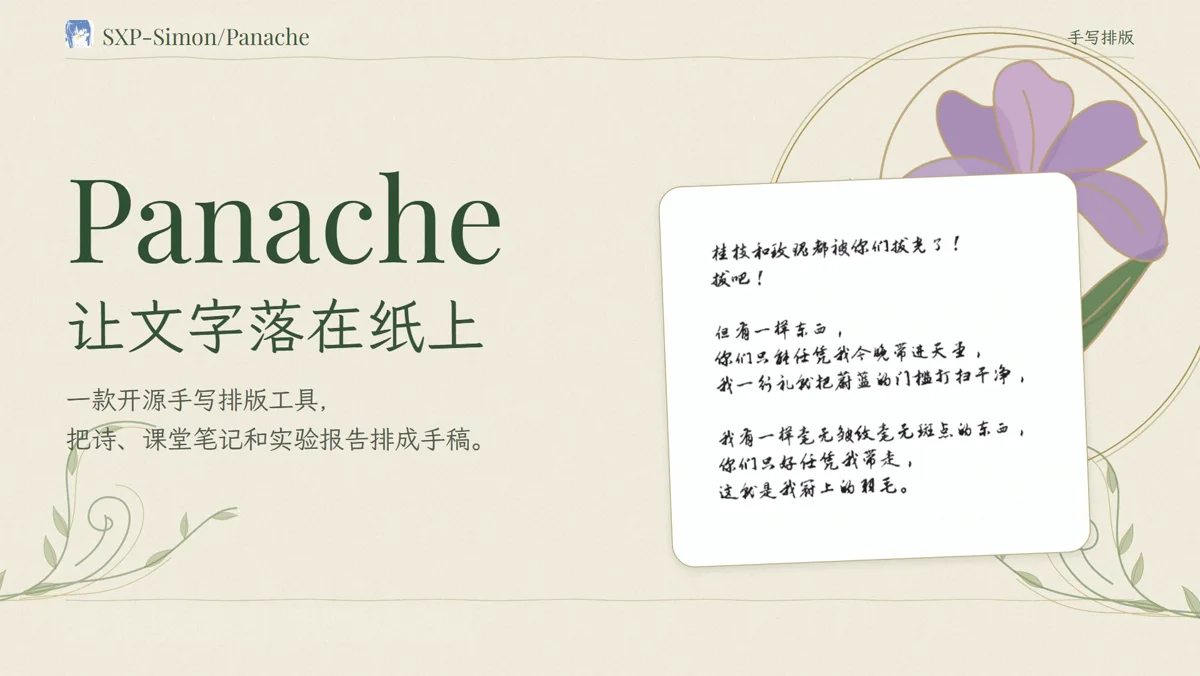 SXP-Simon/Panache
手写排版
Panache
让文字落在纸上
一款开源手写排版工具，
把诗、课堂笔记和实验报告排成手稿。
桂枝和玫瑰都被你们拔光了！
拔吧！
但有一样东西，
你们只能任凭我今晚带进天堂，
我一行礼我把蔚蓝的门槛打扫干净，
我有一样毫无皱纹毫无斑点的东西，
你们只好任凭我带走，
这就是我冠上的羽毛。